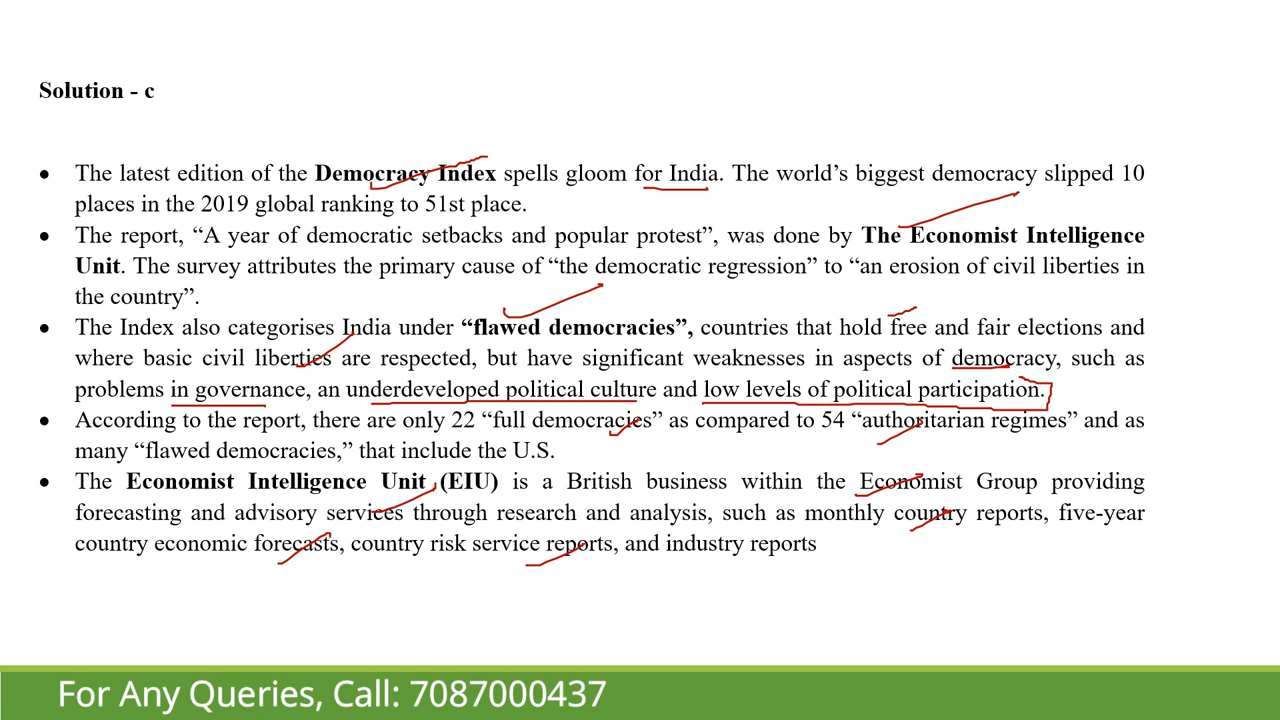 Solution - c
• The latest edition of the Democracy Index spells gloom for India. The world's biggest democracy slipped 10
places in the 2019 global ranking to 51st place.
• The report, “A year of democratic setbacks and popular protest”, was done by The Economist Intelligence
Unit. The survey attributes the primary cause of “the democratic regression” to “an erosion of civil liberties in
the country”.
• The Index also categorises India under “flawed democracies”, countries that hold free and fair elections and
where basic civil liberties are respected, but have significant weaknesses in aspects of democracy, such as
problems in governance, an underdeveloped political culture and low levels of political participation.
• According to the report, there are only 22 “full democracies” as compared to 54 “authoritarian regimes” and as
many “flawed democracies,” that include the U.S.
• The Economist Intelligence Unit (EIU) is a British business within the Economist Group providing
forecasting and advisory services through research and analysis, such as monthly country reports, five-year
country economic forecasts, country risk service reports, and industry reports
For Any Queries, Call: 7087000437